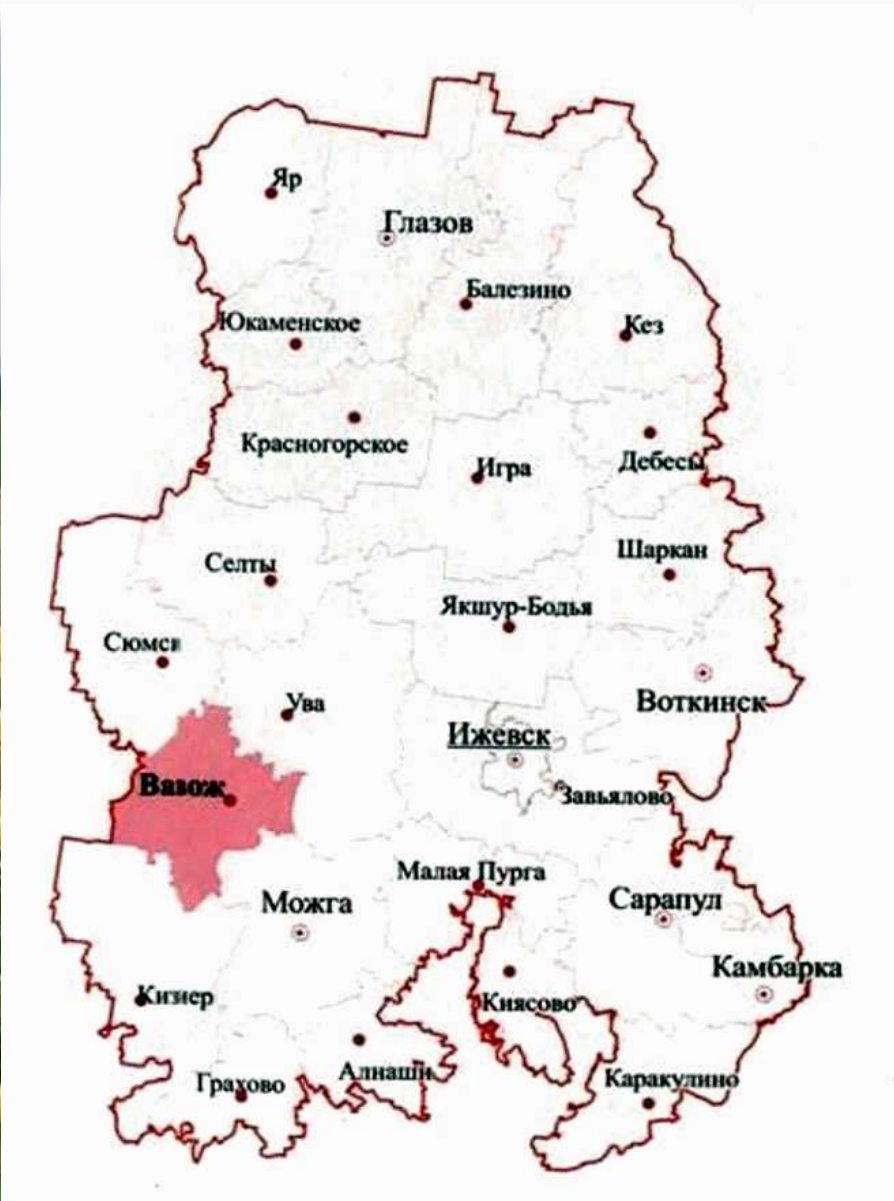 Яр
Глазов
Балезино
Юкаменское
Кез
Красногорское
Игра
Дебесы
Селты
Шаркан
Якшур-Бодья
Сюмси
Ува
Воткинск
Ижевск
Вавож
Завьялово
Малая Пурга
Можга
Сарапул
Камбарка
Кизнер
Киясово
Алнаши
Грахово
Каракулино